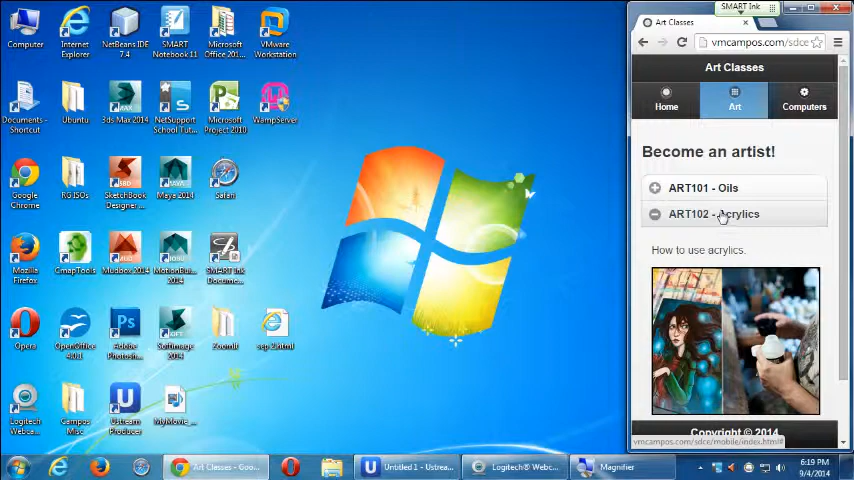 Computer
Internet
Explorer
NetBeans IDE
7.4
SMART
Notebook 11
Microsoft
Office 201...
VMware
Workstation
Documents -
Shortcut
Ubuntu
3ds Max 2014
NetSupport
School Tut...
Microsoft
Project 2010
WampServer
Google
Chrome
RG ISOs
SketchBook
Designer ...
Maya 2014
Safari
Mozilla
Firefox
CmapTools
Mudbox 2014
MotionBui...
2014
SMART Ink
Docume...
Opera
OpenOffice
4.0.1
Adobe
Photosh...
Softimage
2014
ZoomIt
sep 2.html
Logitech
Webca...
Campos
Misc
Ustream
Producer
MyMovie_...
SMART Ink
Art Classes
vmcampos.com/sdce
Art Classes
Home
Art
Computers
Become an artist!
ART101 - Oils
ART102 - Acrylics
How to use acrylics.
Copyright © 2014
vmcampos.com/sdce/mobile/index.html#
Art Classes - Goo...
Untitled 1 - Ustrea...
Logitech® Webc...
Magnifier
6:19 PM
9/4/2014